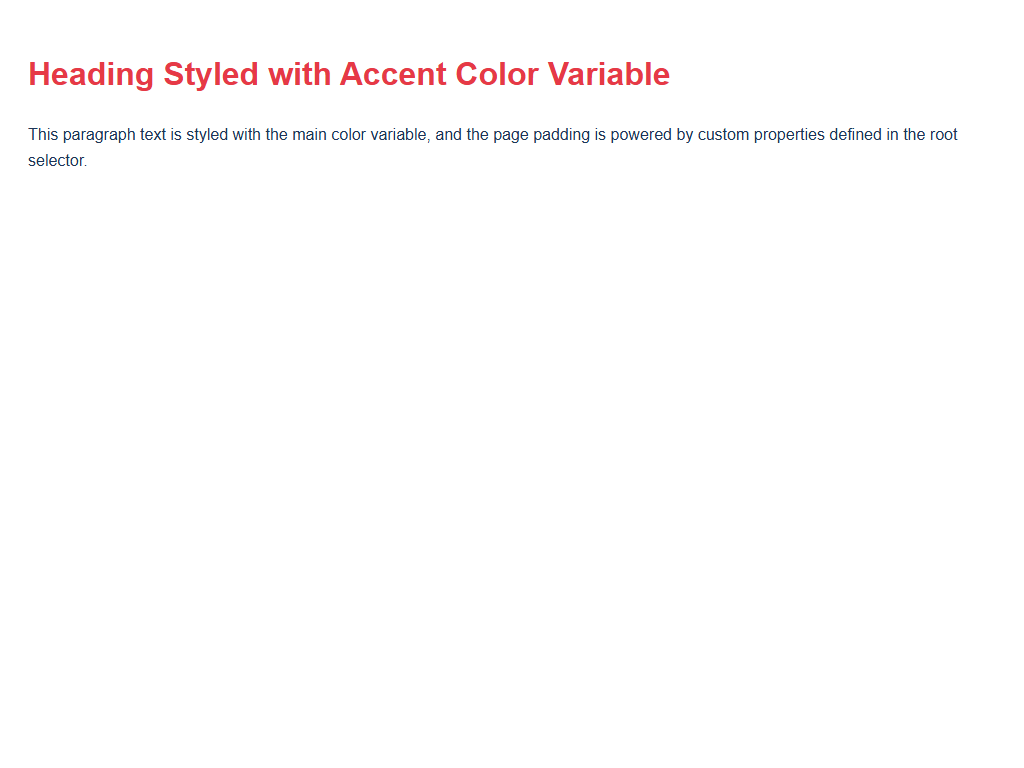 Heading Styled with Accent Color Variable
This paragraph text is styled with the main color variable, and the page padding is powered by custom properties defined in the root
selector.